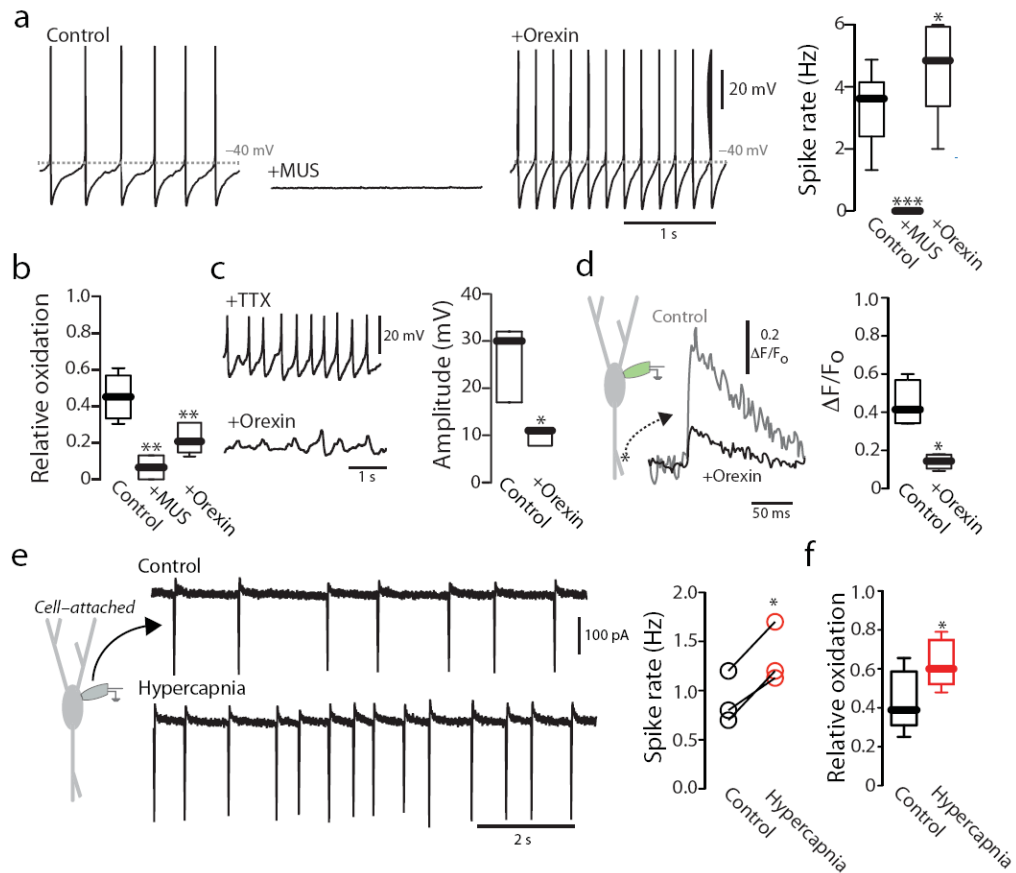 a
Control
−40 mV
+MUS
+Orexin
20 mV
−40 mV
1 s
Spike rate (Hz)
6
4
2
0
*
***
Control
+MUS
+Orexin
b
Relative oxidation
1.0
0.8
0.6
0.4
0.2
0
**
**
Control
+MUS
+Orexin
c
+TTX
20 mV
+Orexin
1 s
Amplitude (mV)
40
30
20
10
0
*
Control
+Orexin
d
Control
0.2
ΔF/Fo
*
+Orexin
50 ms
ΔF/Fo
1.0
0.8
0.6
0.4
0.2
0
*
Control
+Orexin
e
Cell–attached
Control
100 pA
Hypercapnia
2 s
Spike rate (Hz)
2.0
1.5
1.0
0.5
0.0
*
Control
Hypercapnia
f
Relative oxidation
1.0
0.8
0.6
0.4
0.2
0
*
Control
Hypercapnia